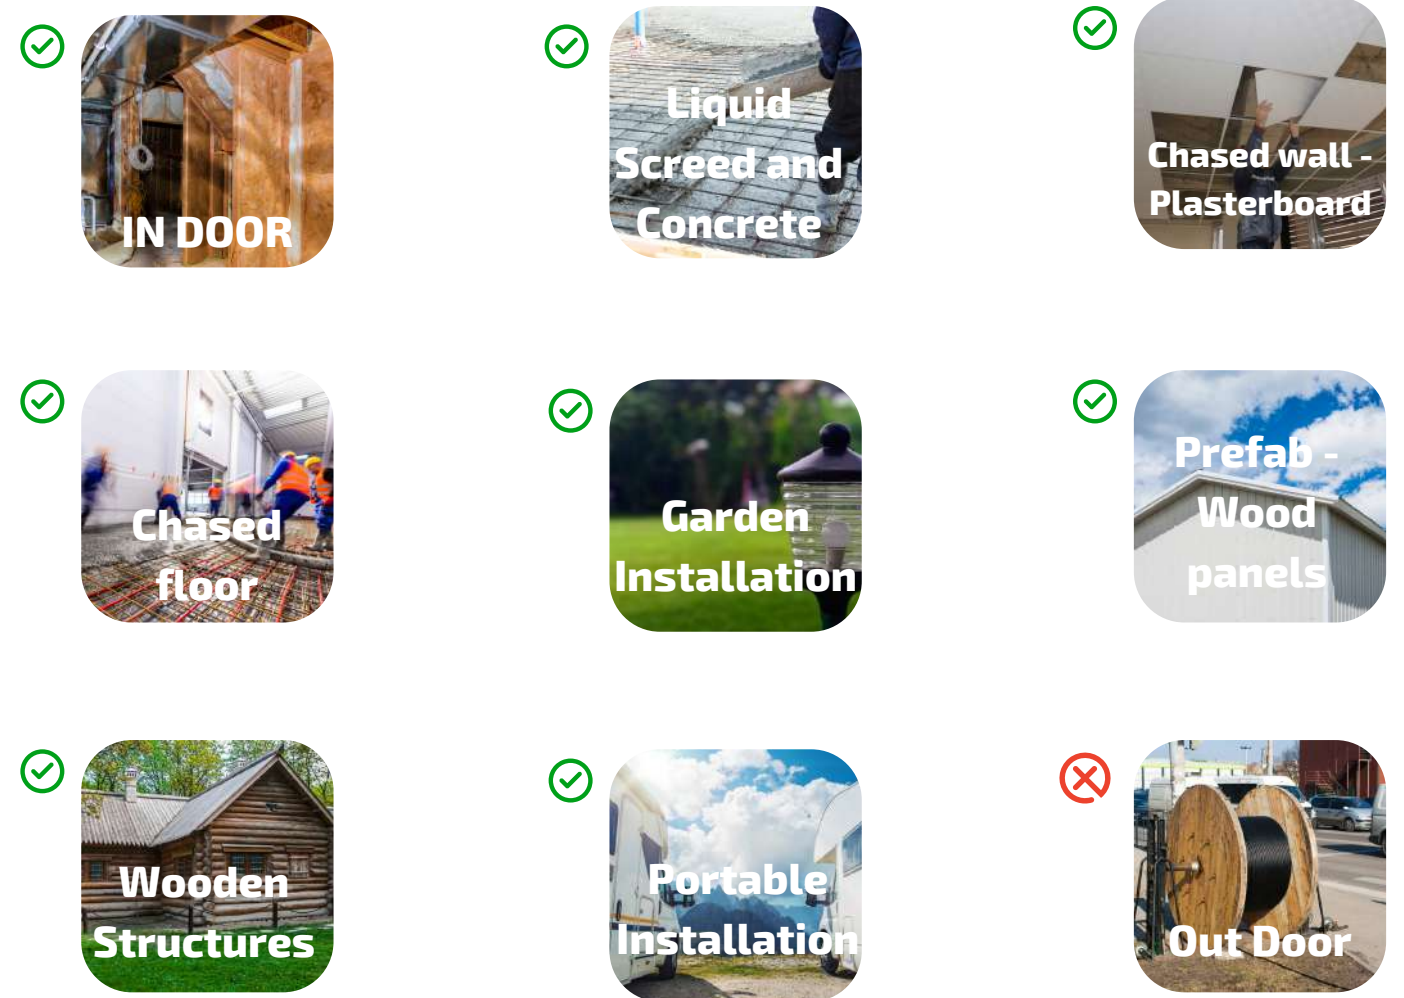 IN DOOR
Liquid
Screed and
Concrete
Chased wall -
Plasterboard
Chased
floor
Garden
Installation
Prefab -
Wood
panels
Wooden
Structures
Portable
Installation
Out Door